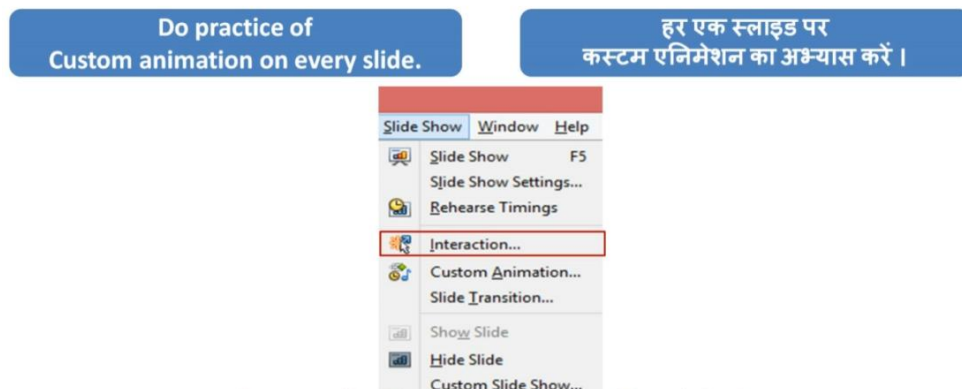 Do practice of
Custom animation on every slide.
हर एक स्लाइड पर
कस्टम एनिमेशन का अभ्यास करें ।
Slide Show Window Help
Slide Show F5
Slide Show Settings...
Rehearse Timings
Interaction...
Custom Animation...
Slide Transition...
Show Slide
Hide Slide
Custom Slide Show...